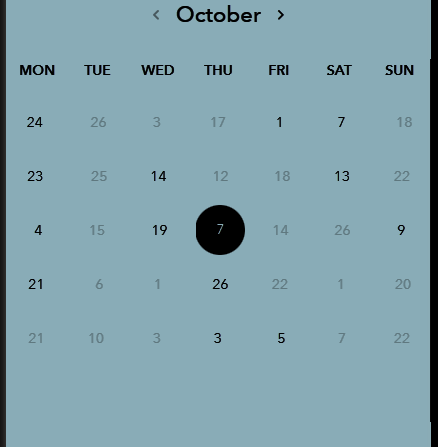 ‹ October ›
MON TUE WED THU FRI SAT SUN
24 26 3 17 1 7 18
23 25 14 12 18 13 22
4 15 19 7 14 26 9
21 6 1 26 22 1 20
21 10 3 3 5 7 22